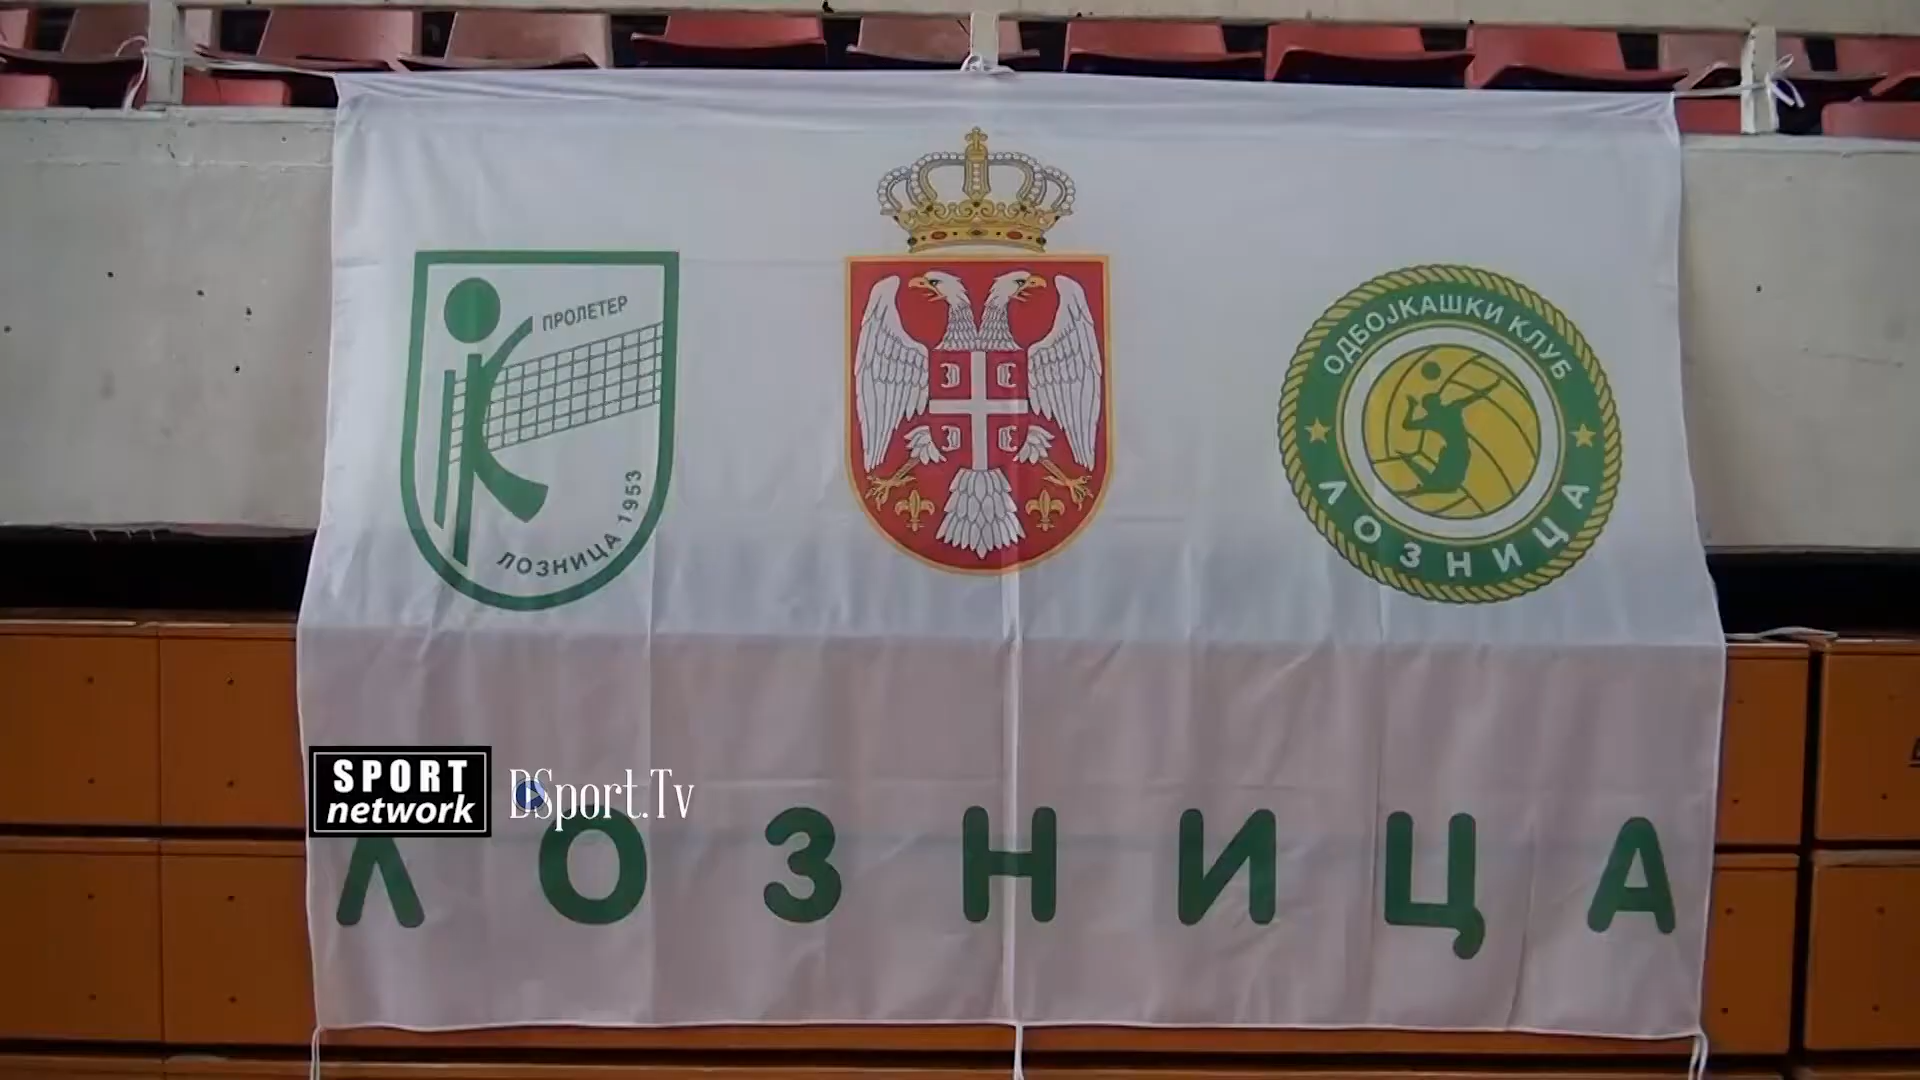 ПРОЛЕТЕР
ЛОЗНИЦА 1953
ОДБОЈКАШКИ КЛУБ
ЛОЗНИЦА
SPORT
network
DSport.Tv
ЛОЗНИЦА